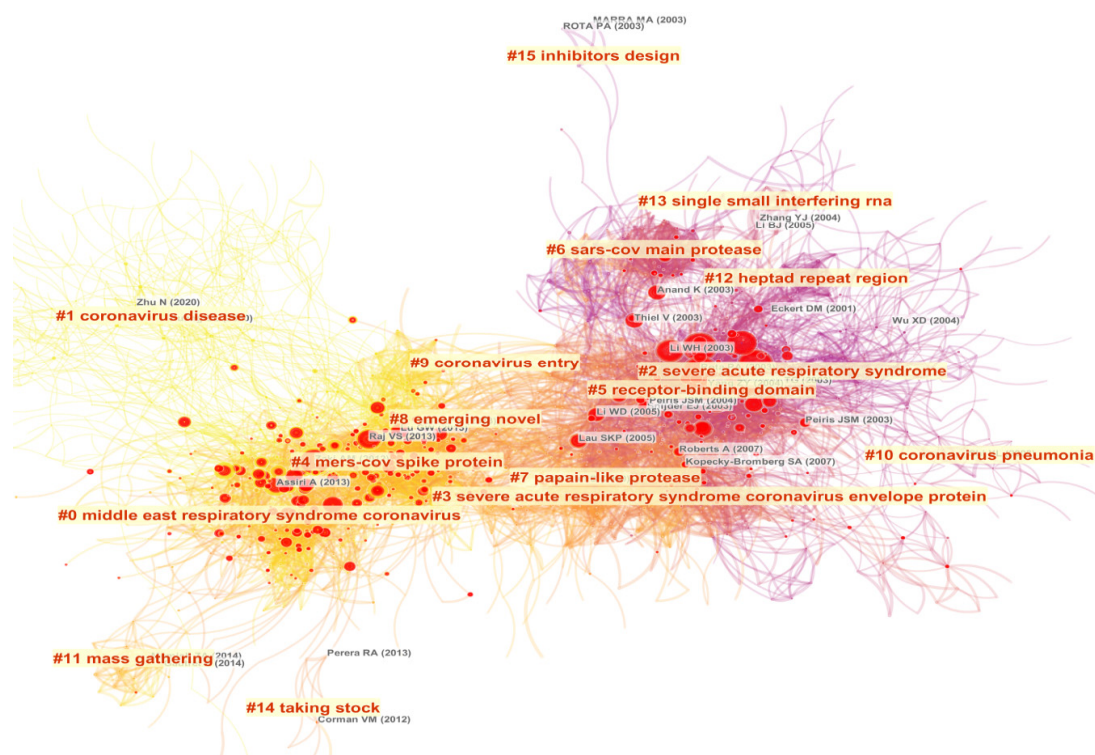 MARRA MA (2003)
ROTA PA (2003)
#15 inhibitors design
#13 single small interfering rna
Zhang YJ (2004)
Li BJ (2005)
#6 sars-cov main protease
#12 heptad repeat region
Anand K (2003)
Zhu N (2020)
#1 coronavirus disease
Eckert DM (2001)
Thiel V (2003)
Wu XD (2004)
Li WH (2003)
#9 coronavirus entry
#2 severe acute respiratory syndrome
#5 receptor-binding domain
Peiris JSM (2004)
Li WD (2005)
#8 emerging novel
Peiris JSM (2003)
Raj VS (2013)
Lau SKP (2005)
Roberts A (2007)
#10 coronavirus pneumonia
#4 mers-cov spike protein
Kopecky-Bromberg SA (2007)
#7 papain-like protease
Assiri A (2013)
#3 severe acute respiratory syndrome coronavirus envelope protein
#0 middle east respiratory syndrome coronavirus
Perera RA (2013)
#11 mass gathering
#14 taking stock
Corman VM (2012)